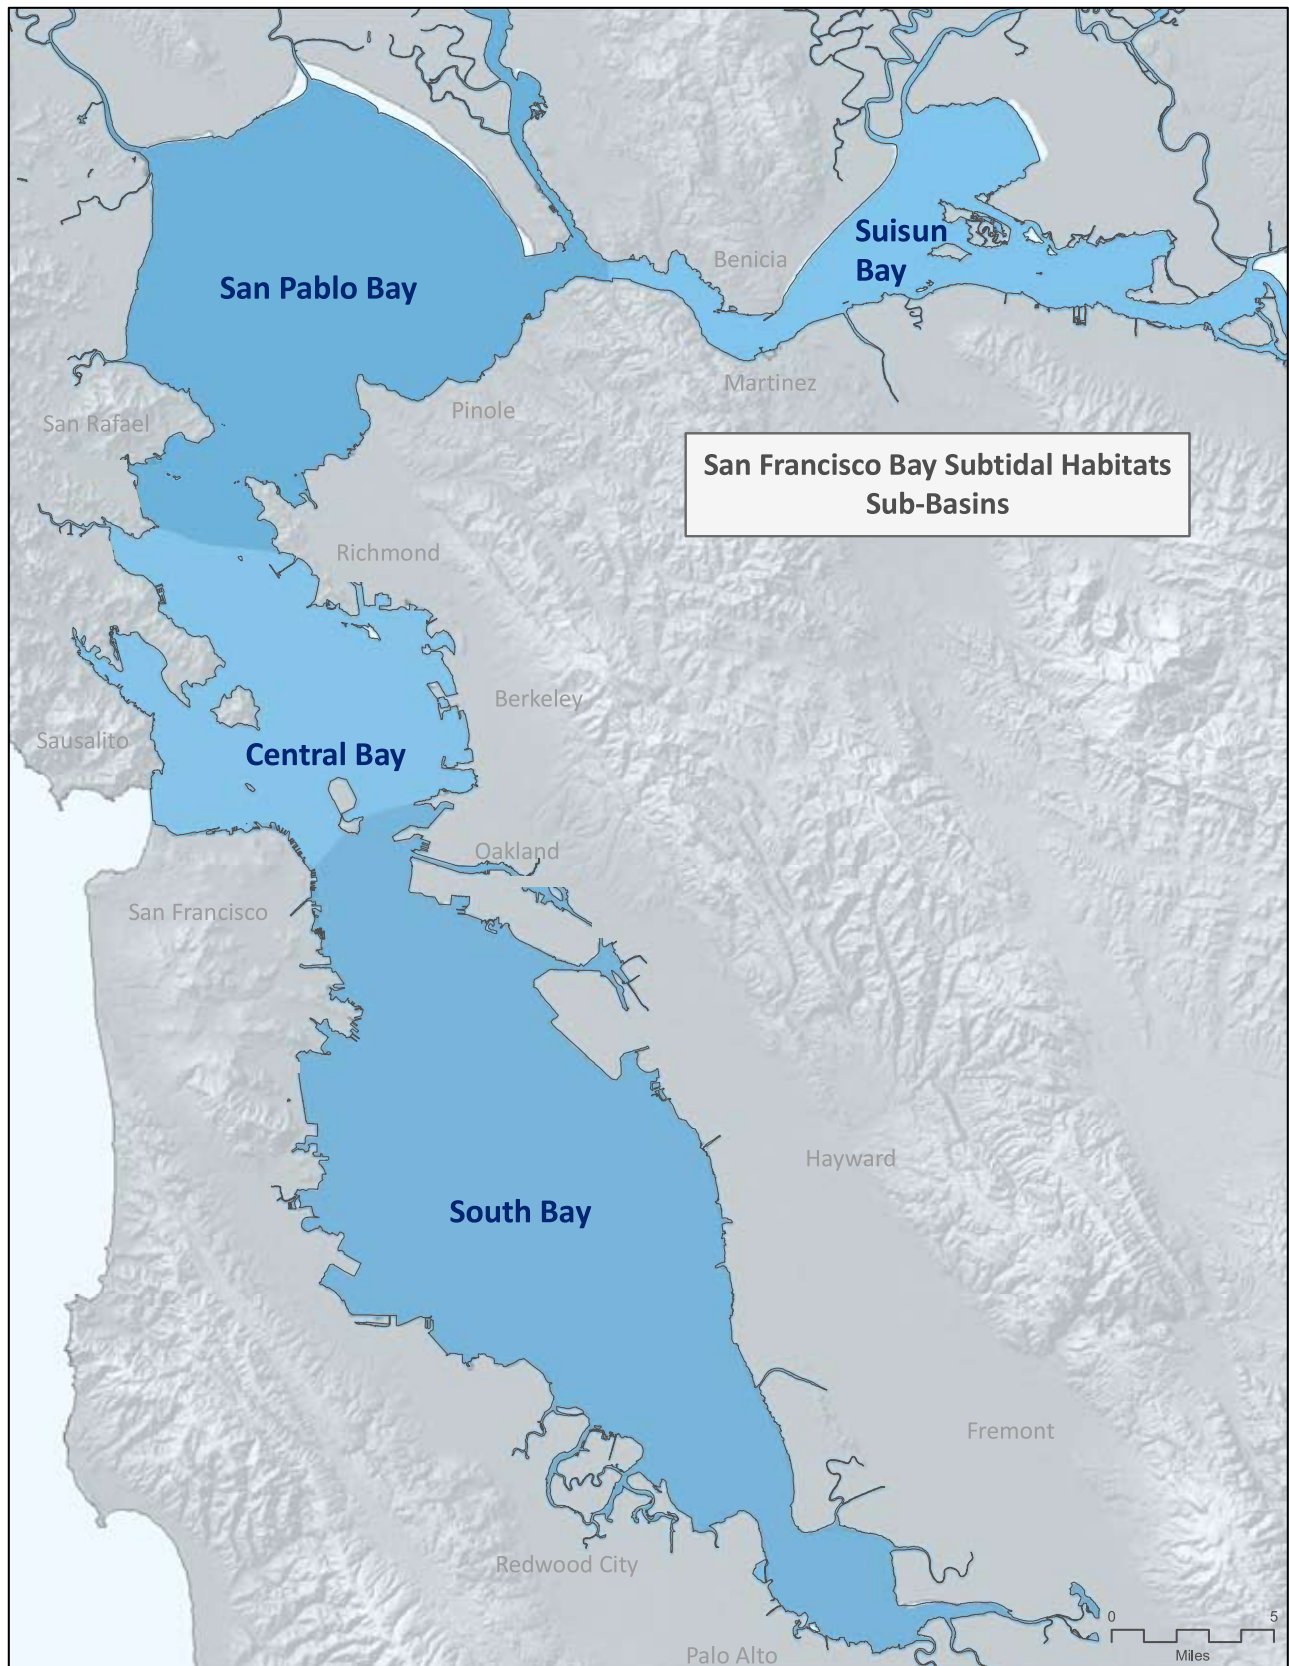 Suisun
Bay
Benicia
San Pablo Bay
Martinez
Pinole
San Rafael
San Francisco Bay Subtidal Habitats
Sub-Basins
Richmond
Berkeley
Sausalito
Central Bay
Oakland
San Francisco
Hayward
South Bay
Fremont
Redwood City
0 5
Miles
Palo Alto